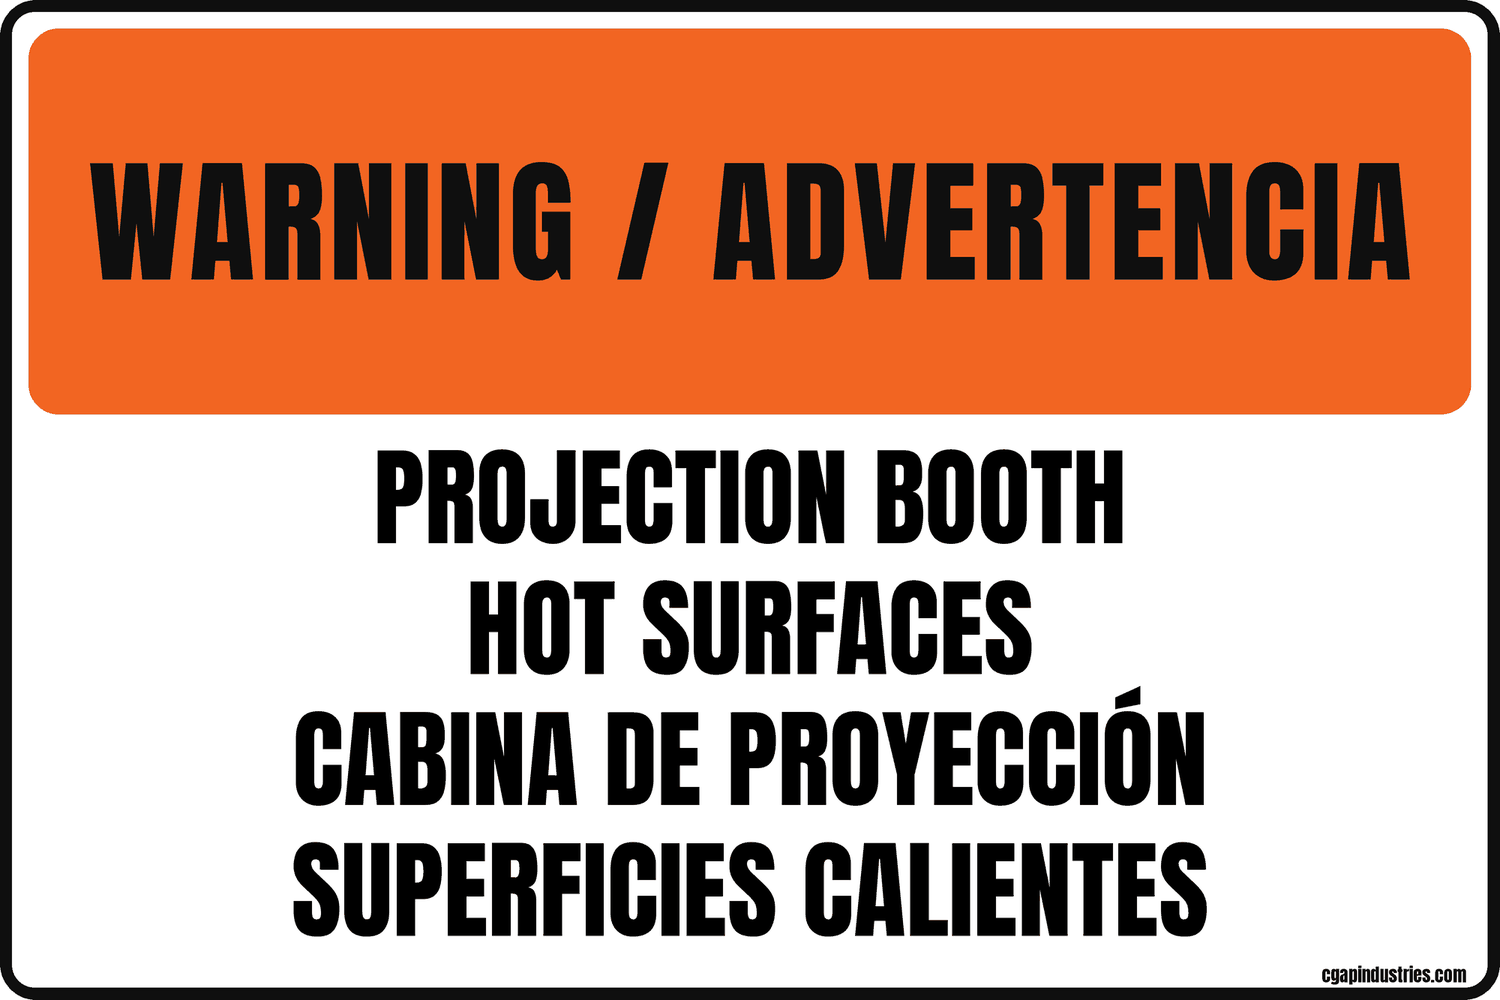 WARNING / ADVERTENCIA
PROJECTION BOOTH
HOT SURFACES
CABINA DE PROYECCIÓN
SUPERFICIES CALIENTES
cgapindustries.com